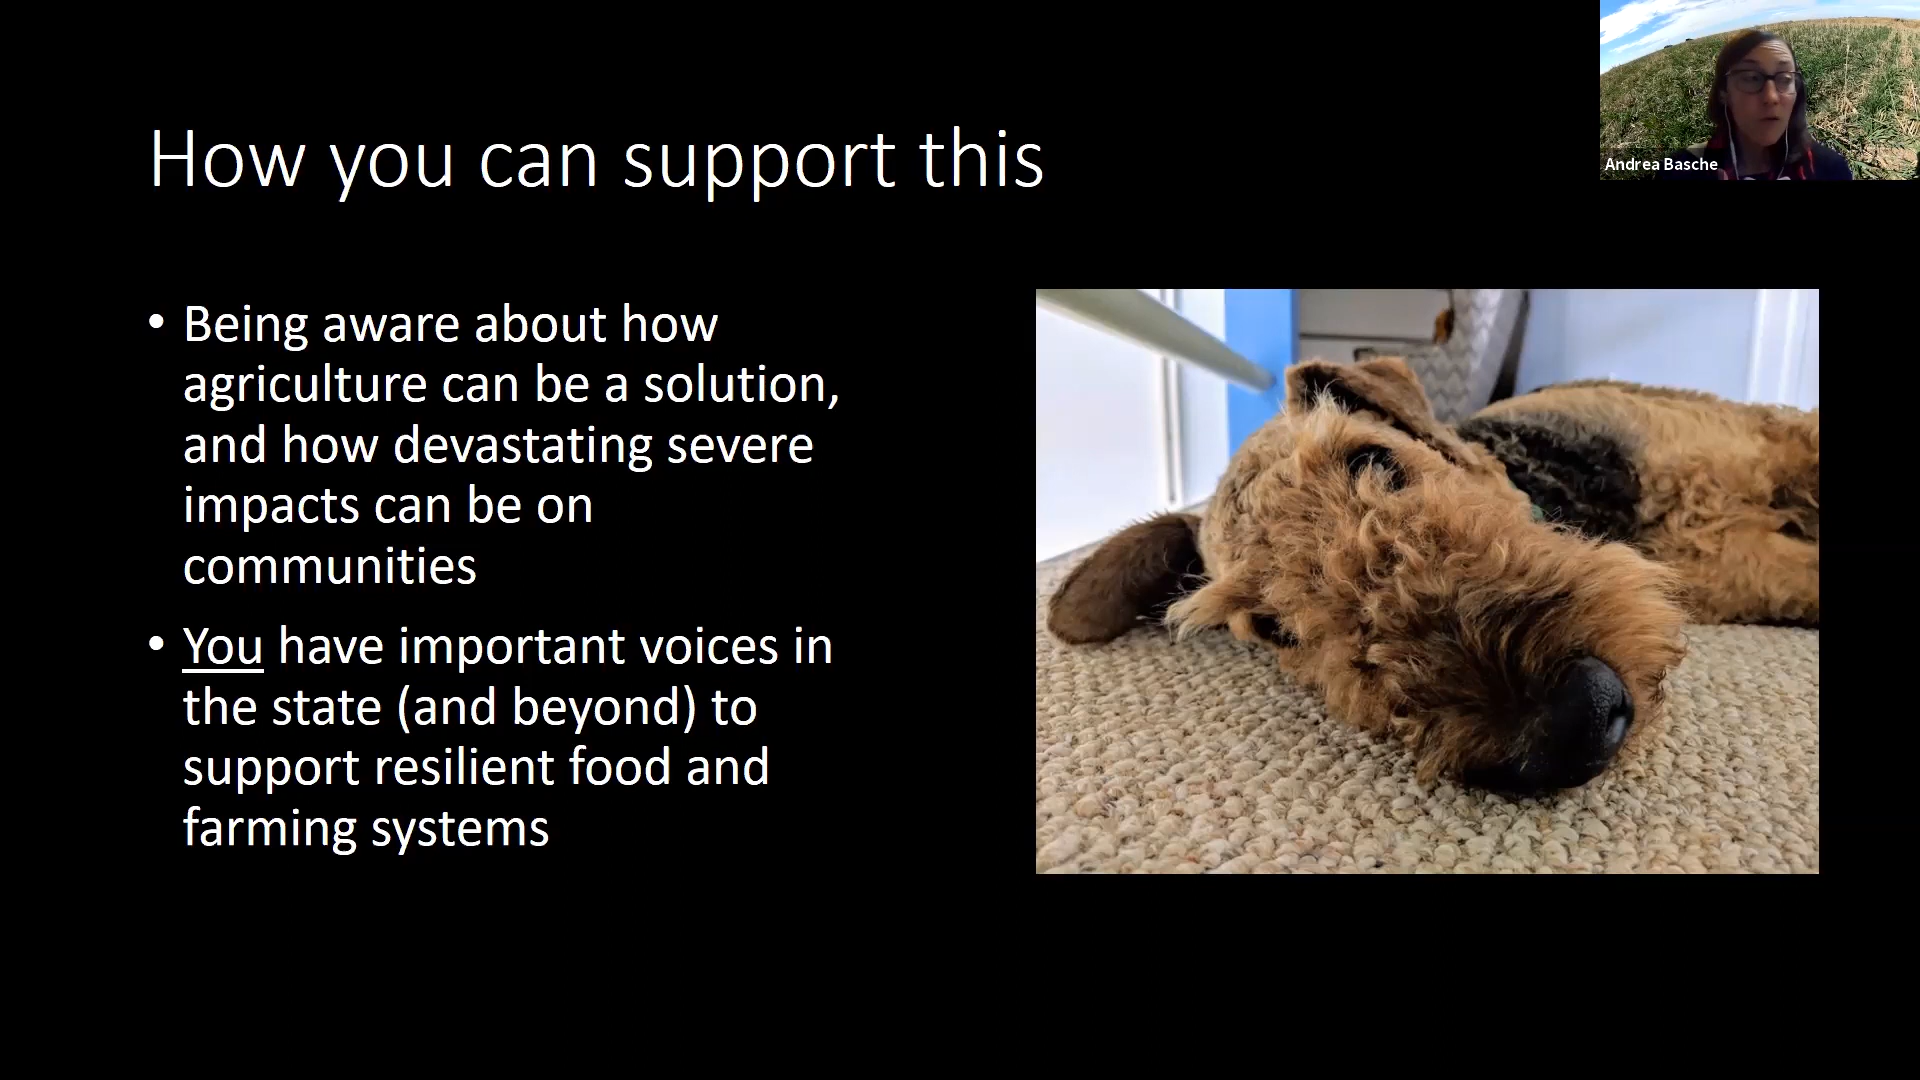 Andrea Basche
How you can support this
• Being aware about how
agriculture can be a solution,
and how devastating severe
impacts can be on
communities
• You have important voices in
the state (and beyond) to
support resilient food and
farming systems